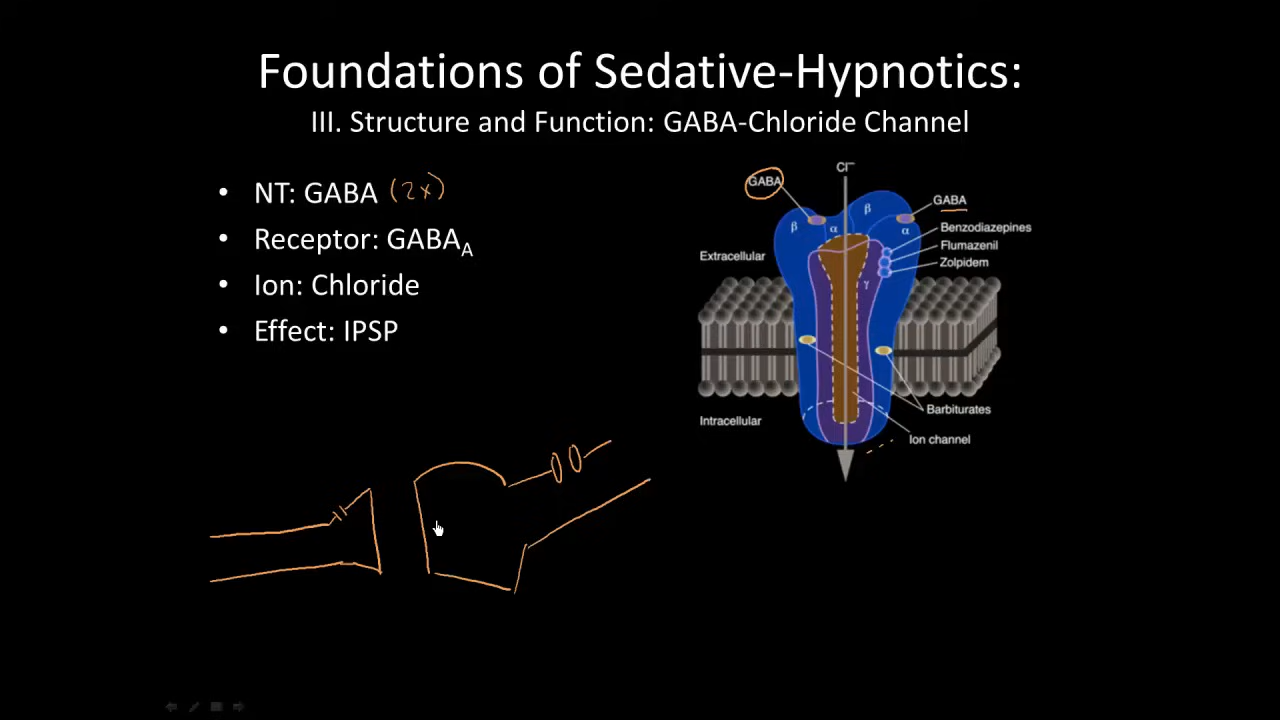 Foundations of Sedative-Hypnotics:
III. Structure and Function: GABA-Chloride Channel
• NT: GABA (2x)
• Receptor: GABA_A
• Ion: Chloride
• Effect: IPSP
Cl⁻
GABA
GABA
β
β
α
α
Benzodiazepines
Flumazenil
Zolpidem
Extracellular
γ
Barbiturates
Intracellular
Ion channel